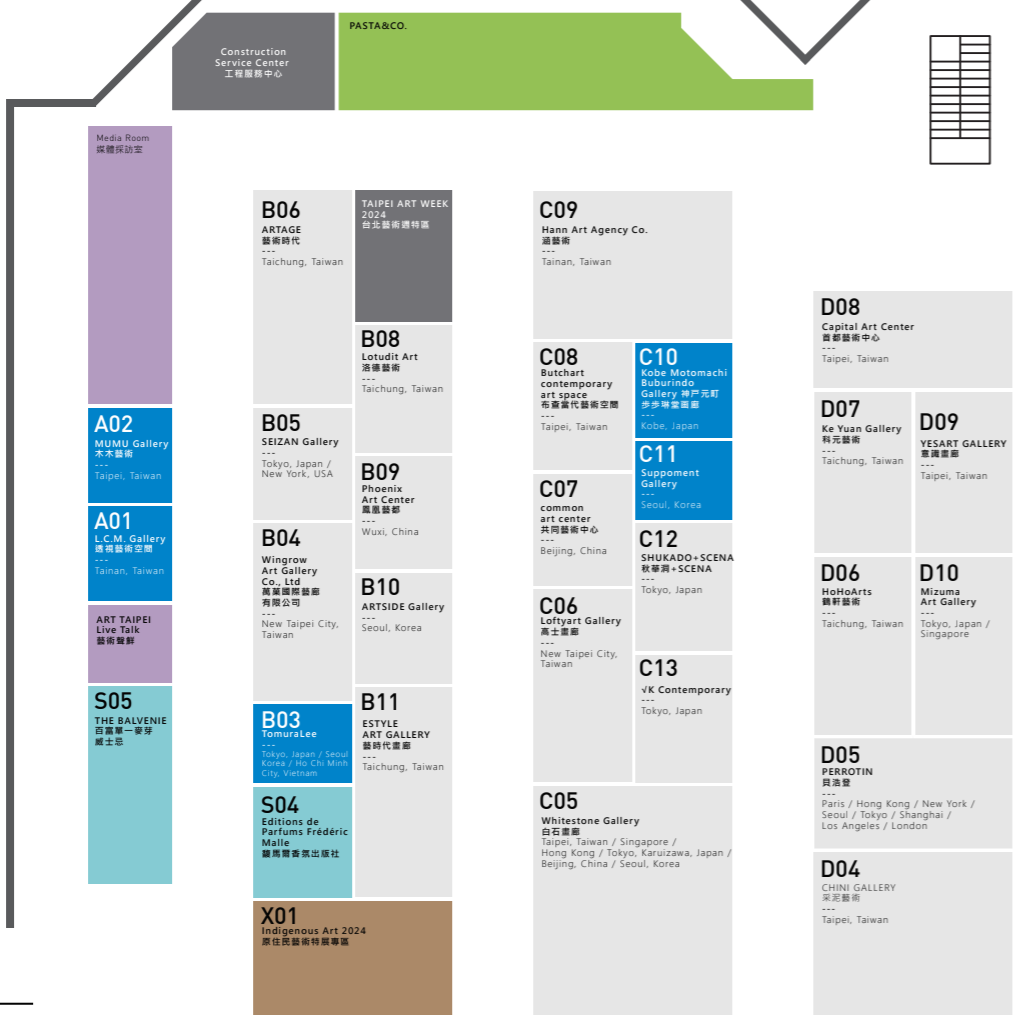 PASTA&CO.
Construction
Service Center
工程服務中心
Media Room
媒體採訪室
A02
MUMU Gallery
木木藝術
---
Taipei, Taiwan
A01
L.C.M. Gallery
透視藝術空間
---
Tainan, Taiwan
ART TAIPEI
Live Talk
藝術聲鮮
S05
THE BALVENIE
百富單一麥芽
威士忌
B06
ARTAGE
藝術時代
---
Taichung, Taiwan
B05
SEIZAN Gallery
---
Tokyo, Japan /
New York, USA
B04
Wingrow
Art Gallery
Co., Ltd
萬菓國際藝廊
有限公司
---
New Taipei City,
Taiwan
B03
TomuraLee
---
Tokyo, Japan / Seoul
Korea / Ho Chi Minh
City, Vietnam
S04
Editions de
Parfums Frédéric
Malle
馥馬爾香氛出版社
X01
Indigenous Art 2024
原住民藝術特展專區
TAIPEI ART WEEK
2024
台北藝術週特區
B08
Lotudit Art
洛德藝術
---
Taichung, Taiwan
B09
Phoenix
Art Center
鳳凰藝都
---
Wuxi, China
B10
ARTSIDE Gallery
---
Seoul, Korea
B11
ESTYLE
ART GALLERY
藝時代畫廊
---
Taichung, Taiwan
C09
Hann Art Agency Co.
涵藝術
---
Tainan, Taiwan
C08
Butchart
contemporary
art space
布查當代藝術空間
---
Taipei, Taiwan
C07
common
art center
共同藝術中心
---
Beijing, China
C06
Loftyart Gallery
高士畫廊
---
New Taipei City,
Taiwan
C10
Kobe Motomachi
Buburindo
Gallery 神戸元町
歩歩琳堂画廊
---
Kobe, Japan
C11
Suppoment
Gallery
---
Seoul, Korea
C12
SHUKADO+SCENA
秋華洞+SCENA
---
Tokyo, Japan
C13
√K Contemporary
---
Tokyo, Japan
C05
Whitestone Gallery
白石畫廊
Taipei, Taiwan / Singapore /
Hong Kong / Tokyo, Karuizawa, Japan /
Beijing, China / Seoul, Korea
D08
Capital Art Center
首都藝術中心
---
Taipei, Taiwan
D07
Ke Yuan Gallery
科元藝術
---
Taichung, Taiwan
D09
YESART GALLERY
意識畫廊
---
Taipei, Taiwan
D06
HoHoArts
鶴軒藝術
---
Taichung, Taiwan
D10
Mizuma
Art Gallery
---
Tokyo, Japan /
Singapore
D05
PERROTIN
貝浩登
---
Paris / Hong Kong / New York /
Seoul / Tokyo / Shanghai /
Los Angeles / London
D04
CHINI GALLERY
采泥藝術
---
Taipei, Taiwan